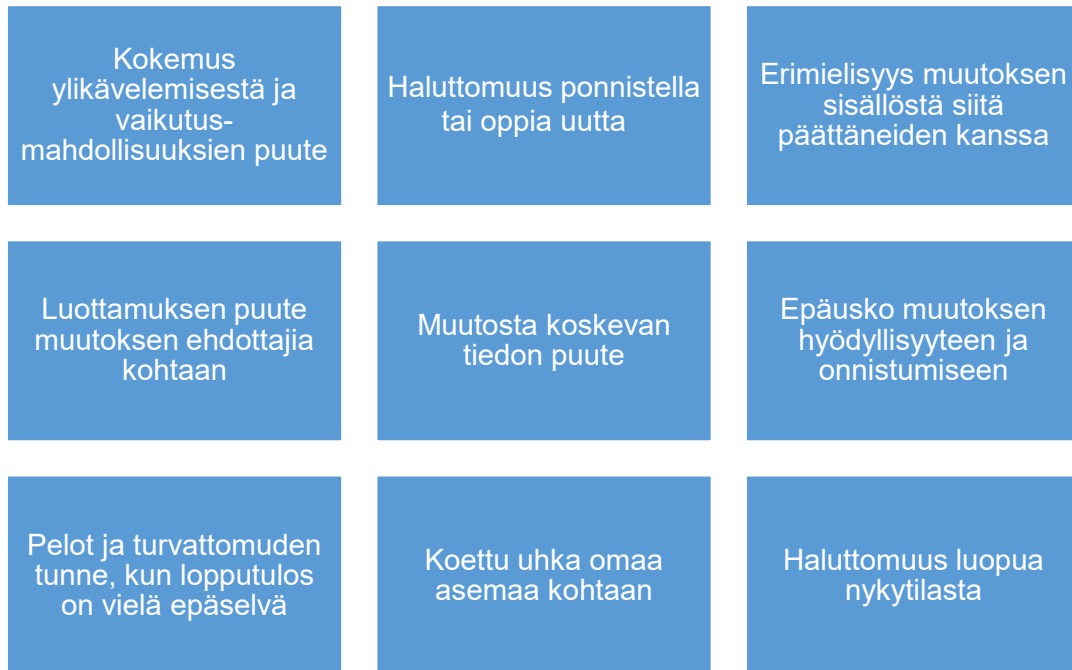 Kokemus
ylikävelemisestä ja
vaikutus-
mahdollisuuksien puute
Haluttomuus ponnistella
tai oppia uutta
Erimielisyys muutoksen
sisällöstä siitä
päättäneiden kanssa
Luottamuksen puute
muutoksen ehdottajia
kohtaan
Muutosta koskevan
tiedon puute
Epäusko muutoksen
hyödyllisyyteen ja
onnistumiseen
Pelot ja turvattomuden
tunne, kun lopputulos
on vielä epäselvä
Koettu uhka omaa
asemaa kohtaan
Haluttomuus luopua
nykytilasta